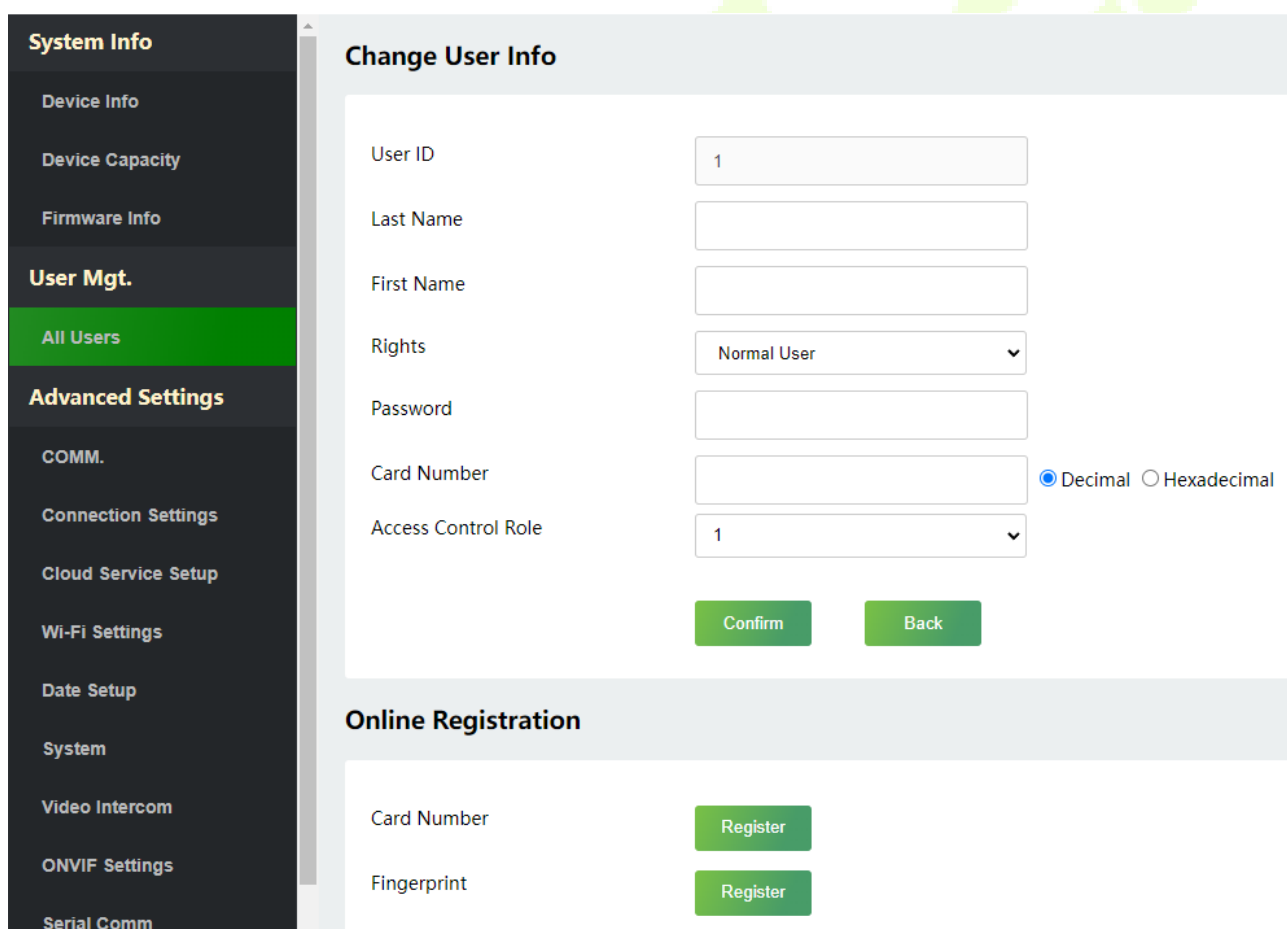 System Info
Device Info
Device Capacity
Firmware Info
User Mgt.
All Users
Advanced Settings
COMM.
Connection Settings
Cloud Service Setup
Wi-Fi Settings
Date Setup
System
Video Intercom
ONVIF Settings
Serial Comm
Change User Info
User ID 1
Last Name
First Name
Rights Normal User
Password
Card Number Decimal Hexadecimal
Access Control Role 1
Confirm Back
Online Registration
Card Number Register
Fingerprint Register